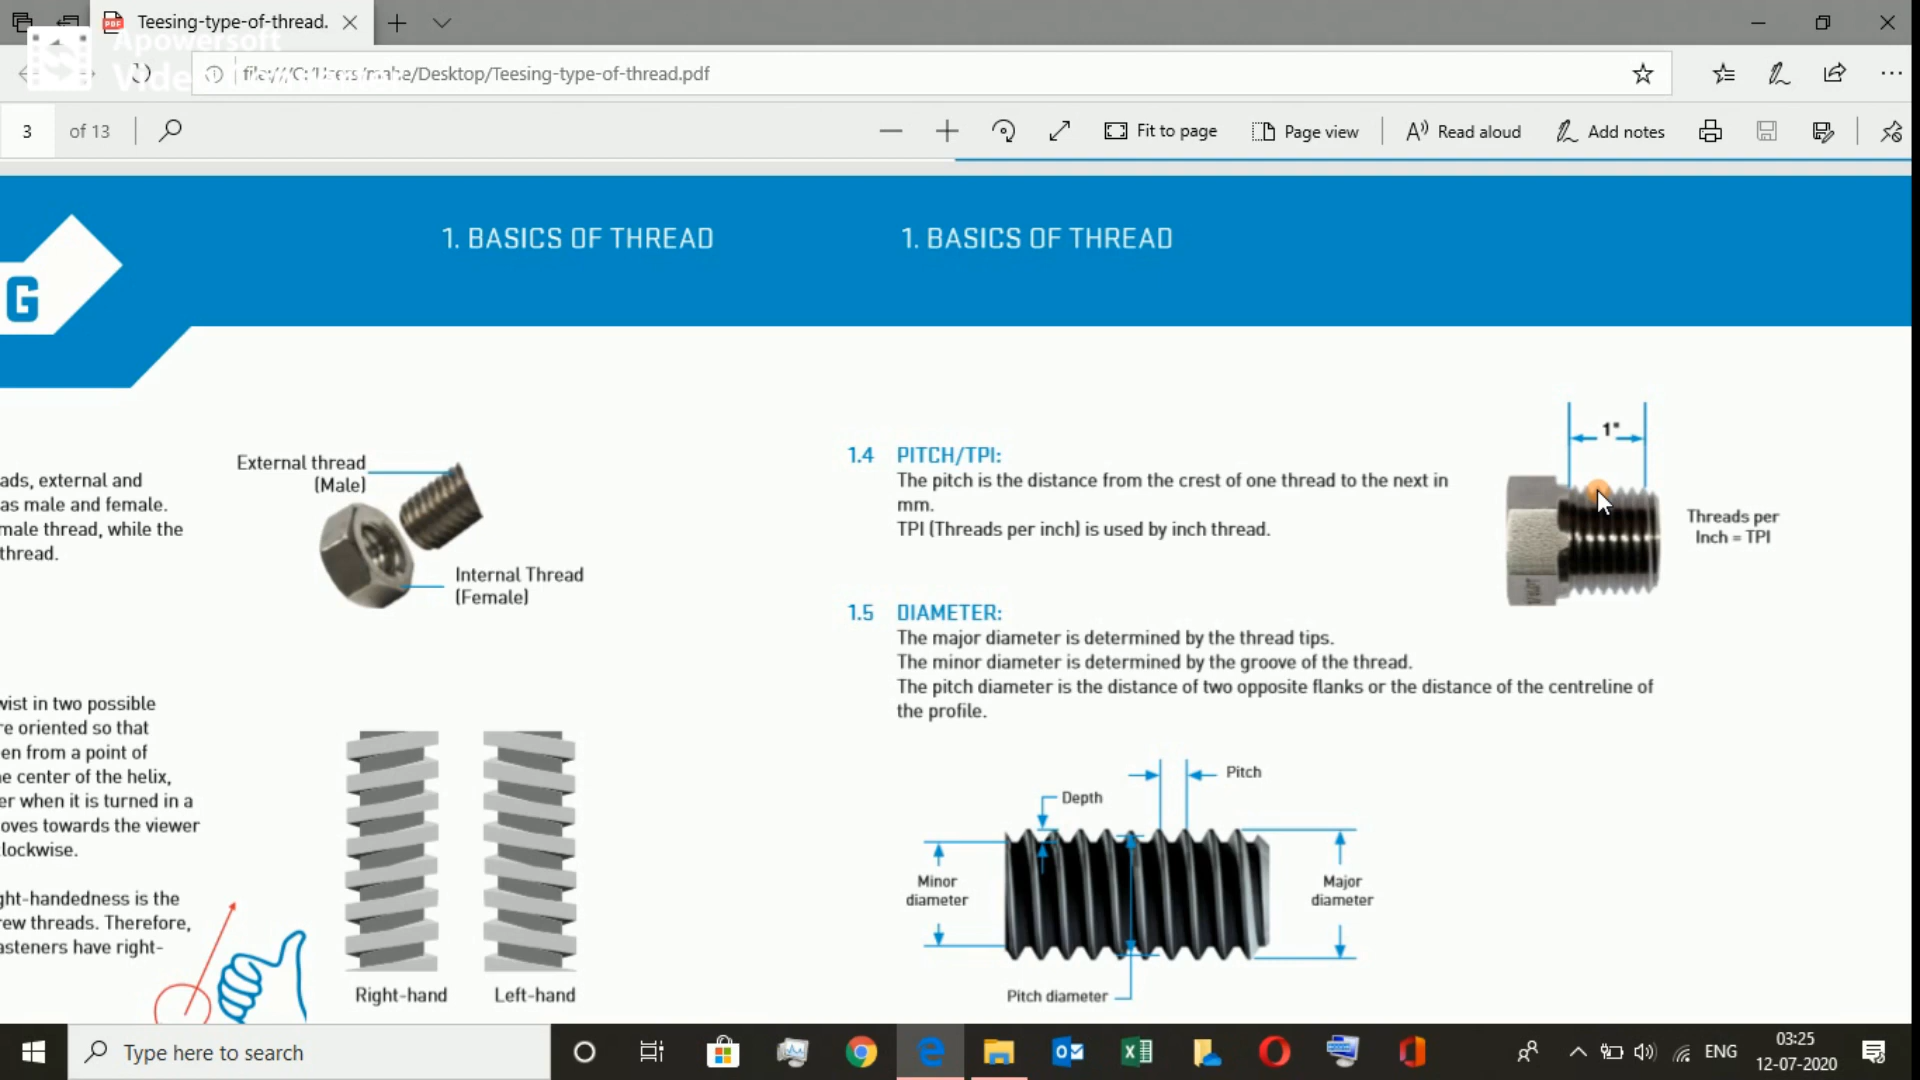 Teesing-type-of-thread.
Apowersoft
file:///C:/Users/mahe/Desktop/Teesing-type-of-thread.pdf
3 of 13
Fit to page
Page view
Read aloud
Add notes
G
1. BASICS OF THREAD
1. BASICS OF THREAD
ads, external and
as male and female.
male thread, while the
thread.
External thread
(Male)
Internal Thread
(Female)
wist in two possible
re oriented so that
en from a point of
e center of the helix,
er when it is turned in a
oves towards the viewer
lockwise.
ght-handedness is the
rew threads. Therefore,
asteners have right-
Right-hand
Left-hand
1.4 PITCH/TPI:
The pitch is the distance from the crest of one thread to the next in
mm.
TPI (Threads per inch) is used by inch thread.
1"
Threads per
Inch = TPI
1.5 DIAMETER:
The major diameter is determined by the thread tips.
The minor diameter is determined by the groove of the thread.
The pitch diameter is the distance of two opposite flanks or the distance of the centreline of
the profile.
Pitch
Depth
Minor
diameter
Major
diameter
Pitch diameter
Type here to search
ENG
03:25
12-07-2020